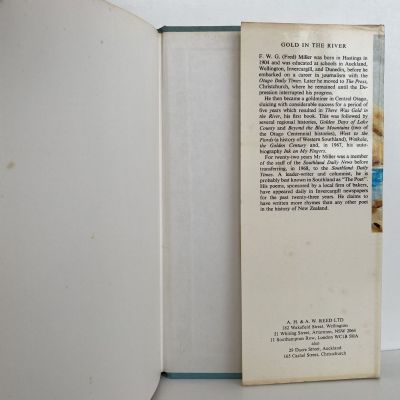 GOLD IN THE RIVER
F. W. G. (Fred) Miller was born in Hastings in
1904 and was educated at schools in Auckland,
Wellington, Invercargill, and Dunedin, before he
embarked on a career in journalism with the
Otago Daily Times. Later he moved to The Press,
Christchurch, where he remained until the De-
pression interrupted his progress.
He then became a goldminer in Central Otago,
sluicing with considerable success for a period of
five years which resulted in There Was Gold in
the River, his first book. This was followed by
several regional histories, Golden Days of Lake
County and Beyond the Blue Mountains (two of
the Otago Centennial histories), West to the
Fiords (a history of Western Southland), Waikaia,
the Golden Century and, in 1967, his auto-
biography Ink on My Fingers.
For twenty-two years Mr Miller was a member
of the staff of the Southland Daily News before
transferring, in 1968, to the Southland Daily
Times. A leader-writer and columnist, he is
probably best known in Southland as "The Poet".
His poems, sponsored by a local firm of bakers,
have appeared daily in Invercargill newspapers
for the past twenty-three years. He claims to
have written more rhymes than any other poet
in the history of New Zealand.
A. H. & A. W. REED LTD
182 Wakefield Street, Wellington
51 Whiting Street, Artarmon, NSW 2064
11 Southampton Row, London WC1B 5HA
also
29 Dacre Street, Auckland
165 Cashel Street, Christchurch